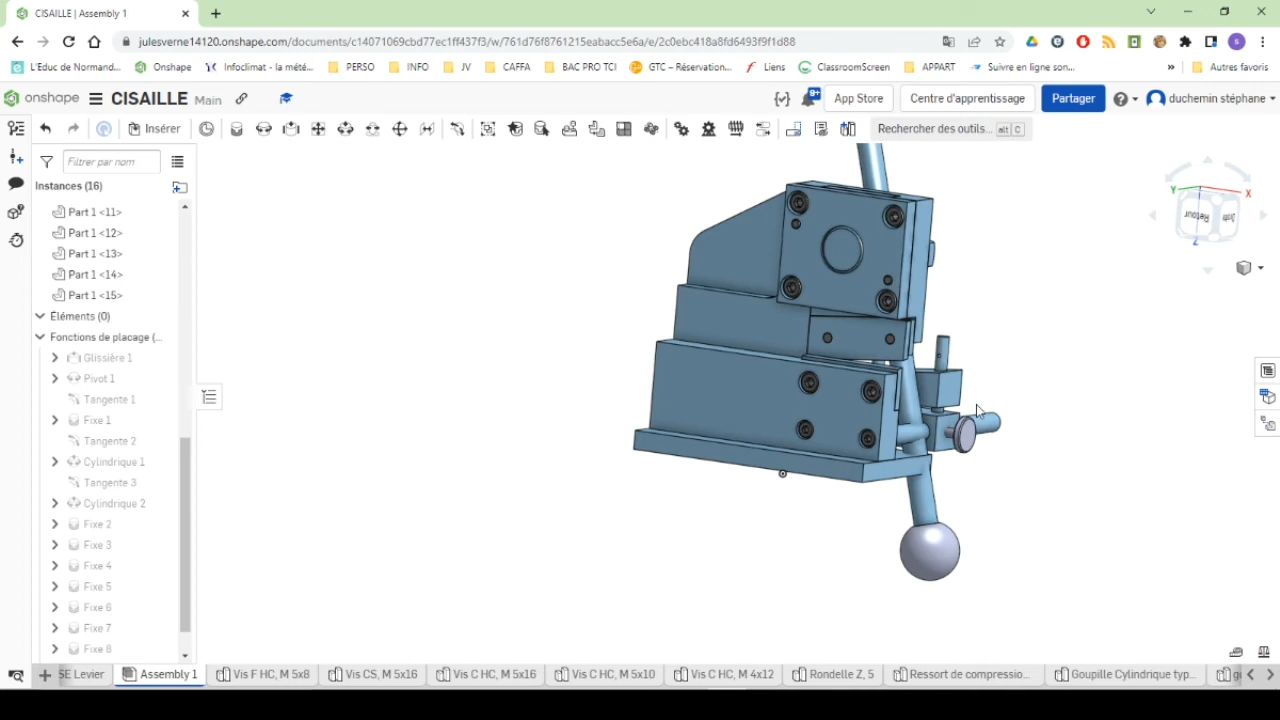 CISAILLE | Assembly 1
julesverne14120.onshape.com/documents/c14071069cbd77ec1ff437f3/w/761d76f8761215eabacc5e6a/e/2c0ebc418a8fd6493f9f1d88
L'Educ de Normand... Onshape Infoclimat - la mété... PERSO INFO JV CAFFA BAC PRO TCI GTC – Réservation... Liens ClassroomScreen APPART Suivre en ligne son... » Autres favoris
onshape CISAILLE Main 9+ App Store Centre d'apprentissage Partager duchemin stéphane
Insérer Rechercher des outils... alt C
Filtrer par nom
Instances (16)
Part 1 <11>
Part 1 <12>
Part 1 <13>
Part 1 <14>
Part 1 <15>
Éléments (0)
Fonctions de placage (...
Glissière 1
Pivot 1
Tangente 1
Fixe 1
Tangente 2
Cylindrique 1
Tangente 3
Cylindrique 2
Fixe 2
Fixe 3
Fixe 4
Fixe 5
Fixe 6
Fixe 7
Fixe 8
Y X
Retour
Z
SE Levier Assembly 1 Vis F HC, M 5x8 Vis CS, M 5x16 Vis C HC, M 5x16 Vis C HC, M 5x10 Vis C HC, M 4x12 Rondelle Z, 5 Ressort de compressio... Goupille Cylindrique typ...